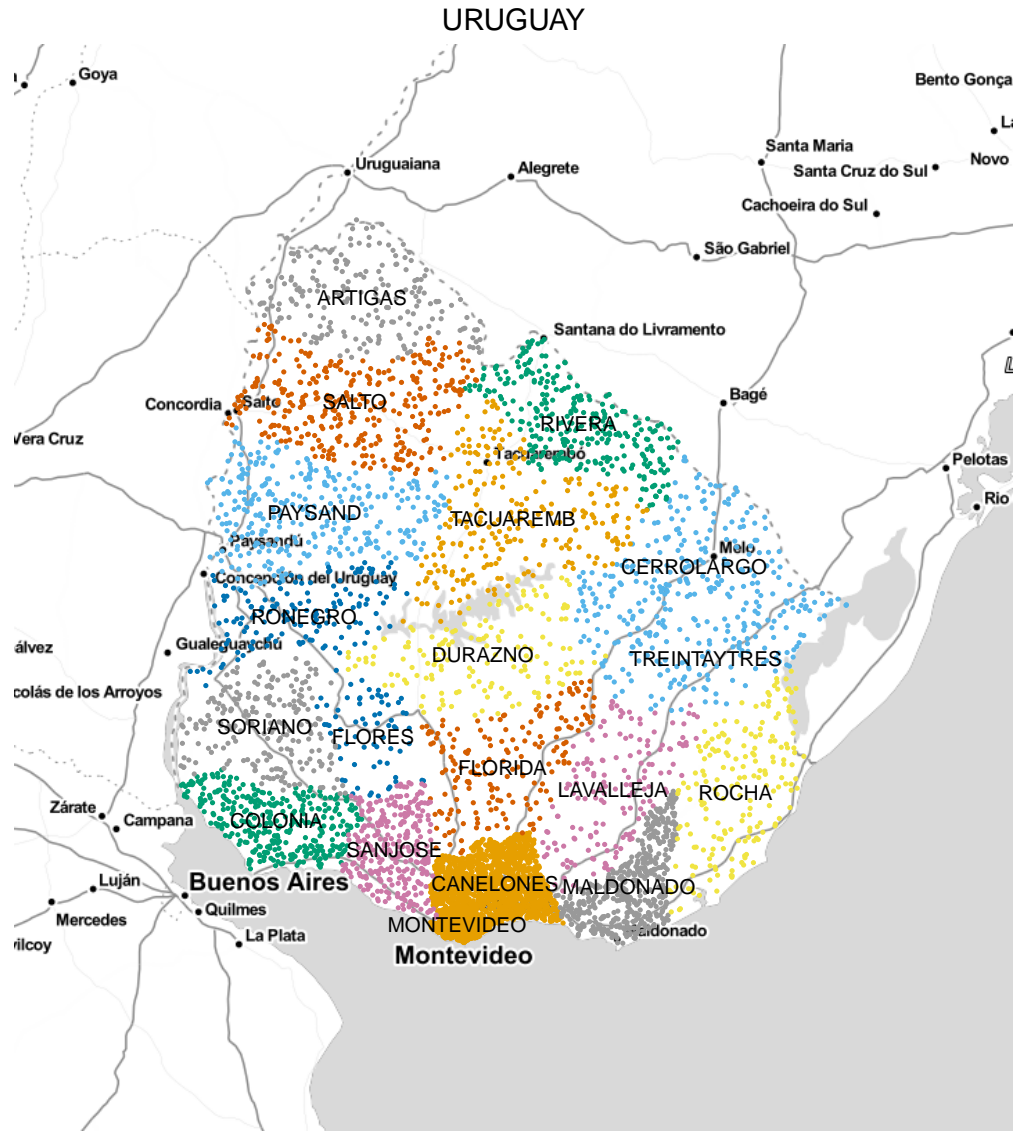 URUGUAY
Goya
Bento Gonça
Santa Maria
Santa Cruz do Sul
Novo
Uruguaiana
Alegrete
Cachoeira do Sul
São Gabriel
ARTIGAS
Santana do Livramento
Concordia
Salto
SALTO
Bagé
RIVERA
Vera Cruz
Tacuarembó
Pelotas
Rio
PAYSAND
TACUAREMB
Paysandú
Melo
CERROLARGO
Concepción del Uruguay
RONEGRO
Gualeguaychú
álvez
DURAZNO
TREINTAYTRES
colás de los Arroyos
SORIANO
FLORES
FLORIDA
LAVALLEJA
ROCHA
Zárate
Campana
COLONIA
SANJOSE
Luján
Buenos Aires
CANELONES
MALDONADO
Mercedes
Quilmes
MONTEVIDEO
aldonado
La Plata
vilcoy
Montevideo